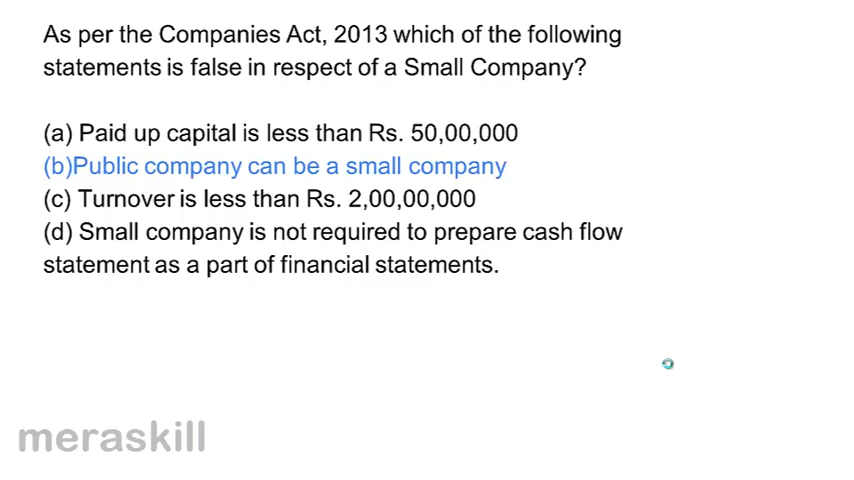 As per the Companies Act, 2013 which of the following
statements is false in respect of a Small Company?
(a) Paid up capital is less than Rs. 50,00,000
(b)Public company can be a small company
(c) Turnover is less than Rs. 2,00,00,000
(d) Small company is not required to prepare cash flow
statement as a part of financial statements.
meraskill